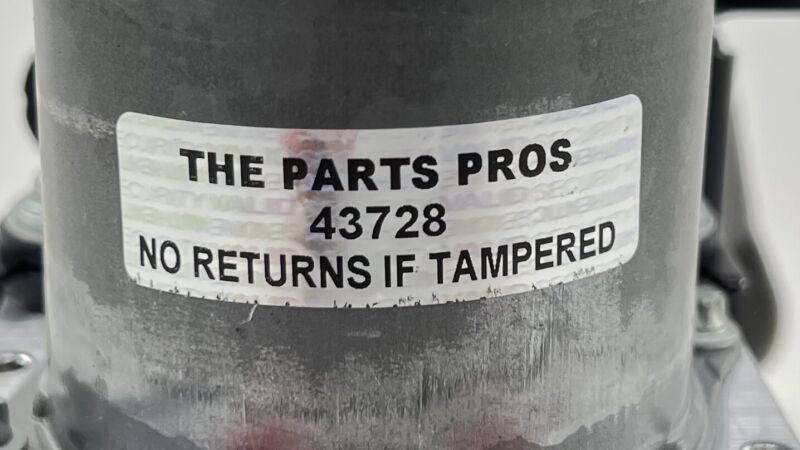 THE PARTS PROS
43728
NO RETURNS IF TAMPERED